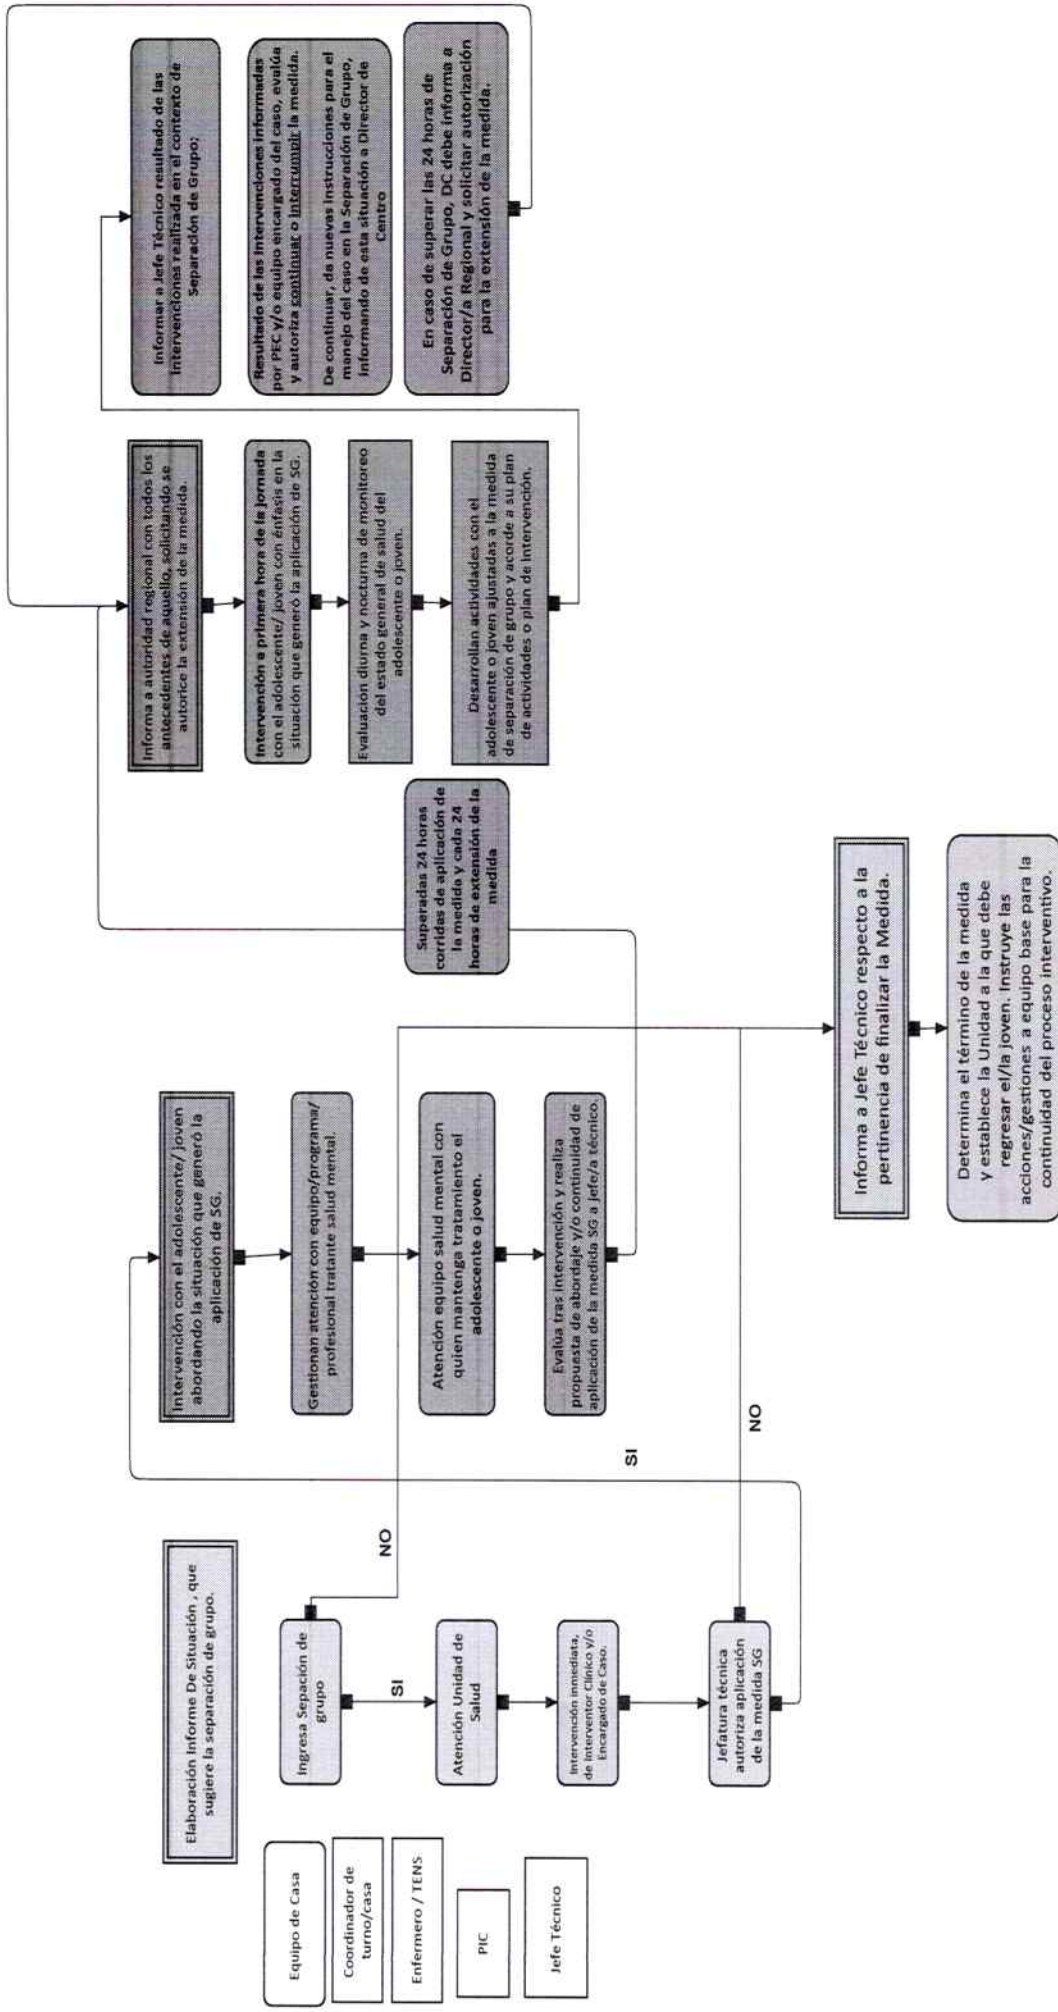 Equipo de Casa
Coordinador de
turno/casa
Enfermero / TENS
PIC
Jefe Técnico
Elaboración Informe De Situación , que
sugiere la separación de grupo.
Ingresa Sepación de
grupo
SI
NO
Atención Unidad de
Salud
Intervención inmediata,
de Interventor Clínico y/o
Encargado de Caso.
Jefatura técnica
autoriza aplicación
de la medida SG
NO
SI
Intervención con el adolescente/ joven
abordando la situación que generó la
aplicación de SG.
Gestionan atención con equipo/programa/
profesional tratante salud mental.
Atención equipo salud mental con
quien mantenga tratamiento el
adolescente o joven.
Evalúa tras intervención y realiza
propuesta de abordaje y/o continuidad de
aplicación de la medida SG a Jefe/a técnico.
Superadas 24 horas
corridas de aplicación de
la medida y cada 24
horas de extensión de la
medida
Informa a Jefe Técnico respecto a la
pertinencia de finalizar la Medida.
Determina el término de la medida
y establece la Unidad a la que debe
regresar el/la joven. Instruye las
acciones/gestiones a equipo base para la
continuidad del proceso interventivo.
Informa a autoridad regional con todos los
antecedentes de aquello, solicitando se
autorice la extensión de la medida.
Intervención a primera hora de la jornada
con el adolescente/ joven con énfasis en la
situación que generó la aplicación de SG.
Evaluación diurna y nocturna de monitoreo
del estado general de salud del
adolescente o joven.
Desarrollan actividades con el
adolescente o joven ajustadas a la medida
de separación de grupo y acorde a su plan
de actividades o plan de Intervención.
Informar a Jefe Técnico resultado de las
Intervenciones realizada en el contexto de
Separación de Grupo;
Resultado de las Intervenciones informadas
por PEC y/o equipo encargado del caso, evalúa
y autoriza continuar o interrumpir la medida.
De continuar, da nuevas Instrucciones para el
manejo del caso en la Separación de Grupo,
informando de esta situación a Director de
Centro
En caso de superar las 24 horas de
Separación de Grupo, DC debe informa a
Director/a Regional y solicitar autorización
para la extensión de la medida.